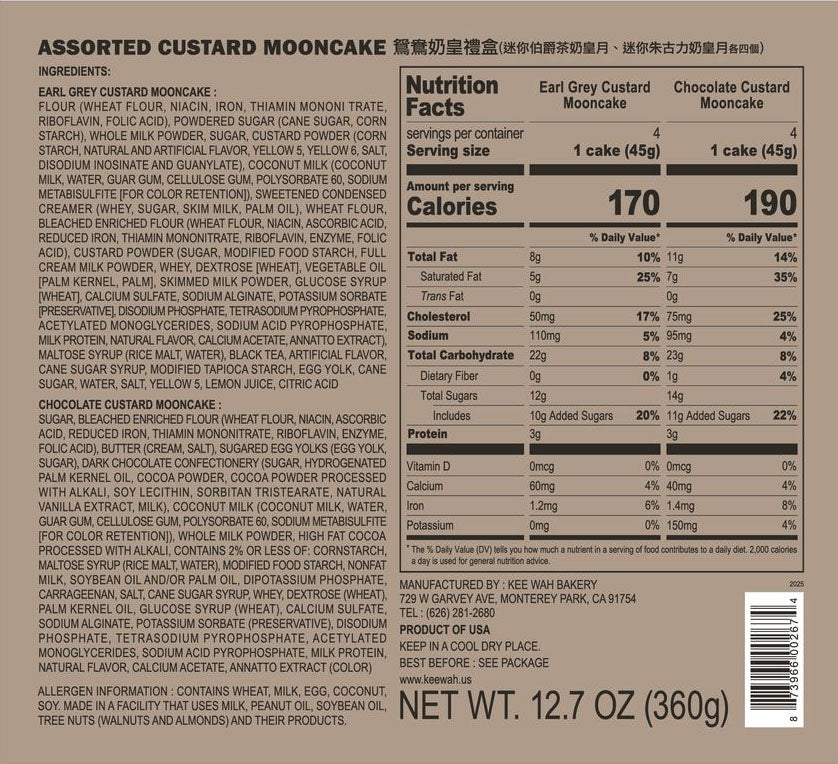 ASSORTED CUSTARD MOONCAKE 鴛鴦奶皇禮盒(迷你伯爵茶奶皇月、迷你朱古力奶皇月各四個)
INGREDIENTS:
EARL GREY CUSTARD MOONCAKE :
FLOUR (WHEAT FLOUR, NIACIN, IRON, THIAMIN MONONI TRATE,
RIBOFLAVIN, FOLIC ACID), POWDERED SUGAR (CANE SUGAR, CORN
STARCH), WHOLE MILK POWDER, SUGAR, CUSTARD POWDER (CORN
STARCH, NATURAL AND ARTIFICIAL FLAVOR, YELLOW 5, YELLOW 6, SALT,
DISODIUM INOSINATE AND GUANYLATE), COCONUT MILK (COCONUT
MILK, WATER, GUAR GUM, CELLULOSE GUM, POLYSORBATE 60, SODIUM
METABISULFITE [FOR COLOR RETENTION]), SWEETENED CONDENSED
CREAMER (WHEY, SUGAR, SKIM MILK, PALM OIL), WHEAT FLOUR,
BLEACHED ENRICHED FLOUR (WHEAT FLOUR, NIACIN, ASCORBIC ACID,
REDUCED IRON, THIAMIN MONONITRATE, RIBOFLAVIN, ENZYME, FOLIC
ACID), CUSTARD POWDER (SUGAR, MODIFIED FOOD STARCH, FULL
CREAM MILK POWDER, WHEY, DEXTROSE [WHEAT], VEGETABLE OIL
[PALM KERNEL, PALM], SKIMMED MILK POWDER, GLUCOSE SYRUP
[WHEAT], CALCIUM SULFATE, SODIUM ALGINATE, POTASSIUM SORBATE
[PRESERVATIVE], DISODIUM PHOSPHATE, TETRASODIUM PYROPHOSPHATE,
ACETYLATED MONOGLYCERIDES, SODIUM ACID PYROPHOSPHATE,
MILK PROTEIN, NATURAL FLAVOR, CALCIUM ACETATE, ANNATTO EXTRACT),
MALTOSE SYRUP (RICE MALT, WATER), BLACK TEA, ARTIFICIAL FLAVOR,
CANE SUGAR SYRUP, MODIFIED TAPIOCA STARCH, EGG YOLK, CANE
SUGAR, WATER, SALT, YELLOW 5, LEMON JUICE, CITRIC ACID
CHOCOLATE CUSTARD MOONCAKE :
SUGAR, BLEACHED ENRICHED FLOUR (WHEAT FLOUR, NIACIN, ASCORBIC
ACID, REDUCED IRON, THIAMIN MONONITRATE, RIBOFLAVIN, ENZYME,
FOLIC ACID), BUTTER (CREAM, SALT), SUGARED EGG YOLKS (EGG YOLK,
SUGAR), DARK CHOCOLATE CONFECTIONERY (SUGAR, HYDROGENATED
PALM KERNEL OIL, COCOA POWDER, COCOA POWDER PROCESSED
WITH ALKALI, SOY LECITHIN, SORBITAN TRISTEARATE, NATURAL
VANILLA EXTRACT, MILK), COCONUT MILK (COCONUT MILK, WATER,
GUAR GUM, CELLULOSE GUM, POLYSORBATE 60, SODIUM METABISULFITE
[FOR COLOR RETENTION]), WHOLE MILK POWDER, HIGH FAT COCOA
PROCESSED WITH ALKALI, CONTAINS 2% OR LESS OF: CORNSTARCH,
MALTOSE SYRUP (RICE MALT, WATER), MODIFIED FOOD STARCH, NONFAT
MILK, SOYBEAN OIL AND/OR PALM OIL, DIPOTASSIUM PHOSPHATE,
CARRAGEENAN, SALT, CANE SUGAR SYRUP, WHEY, DEXTROSE (WHEAT),
PALM KERNEL OIL, GLUCOSE SYRUP (WHEAT), CALCIUM SULFATE,
SODIUM ALGINATE, POTASSIUM SORBATE (PRESERVATIVE), DISODIUM
PHOSPHATE, TETRASODIUM PYROPHOSPHATE, ACETYLATED
MONOGLYCERIDES, SODIUM ACID PYROPHOSPHATE, MILK PROTEIN,
NATURAL FLAVOR, CALCIUM ACETATE, ANNATTO EXTRACT (COLOR)
ALLERGEN INFORMATION : CONTAINS WHEAT, MILK, EGG, COCONUT,
SOY. MADE IN A FACILITY THAT USES MILK, PEANUT OIL, SOYBEAN OIL,
TREE NUTS (WALNUTS AND ALMONDS) AND THEIR PRODUCTS.
Nutrition Facts Earl Grey Custard Mooncake Chocolate Custard Mooncake
servings per container 4 4
Serving size 1 cake (45g) 1 cake (45g)
Amount per serving
Calories 170 190
% Daily Value* % Daily Value*
Total Fat 8g 10% 11g 14%
Saturated Fat 5g 25% 7g 35%
Trans Fat 0g 0g
Cholesterol 50mg 17% 75mg 25%
Sodium 110mg 5% 95mg 4%
Total Carbohydrate 22g 8% 23g 8%
Dietary Fiber 0g 0% 1g 4%
Total Sugars 12g 14g
Includes 10g Added Sugars 20% 11g Added Sugars 22%
Protein 3g 3g
Vitamin D 0mcg 0% 0mcg 0%
Calcium 60mg 4% 40mg 4%
Iron 1.2mg 6% 1.4mg 8%
Potassium 0mg 0% 150mg 4%
* The % Daily Value (DV) tells you how much a nutrient in a serving of food contributes to a daily diet. 2,000 calories
a day is used for general nutrition advice.
MANUFACTURED BY : KEE WAH BAKERY 2025
729 W GARVEY AVE, MONTEREY PARK, CA 91754
TEL : (626) 281-2680
PRODUCT OF USA
KEEP IN A COOL DRY PLACE.
BEST BEFORE : SEE PACKAGE
www.keewah.us
NET WT. 12.7 OZ (360g)
8 73966 00267 4